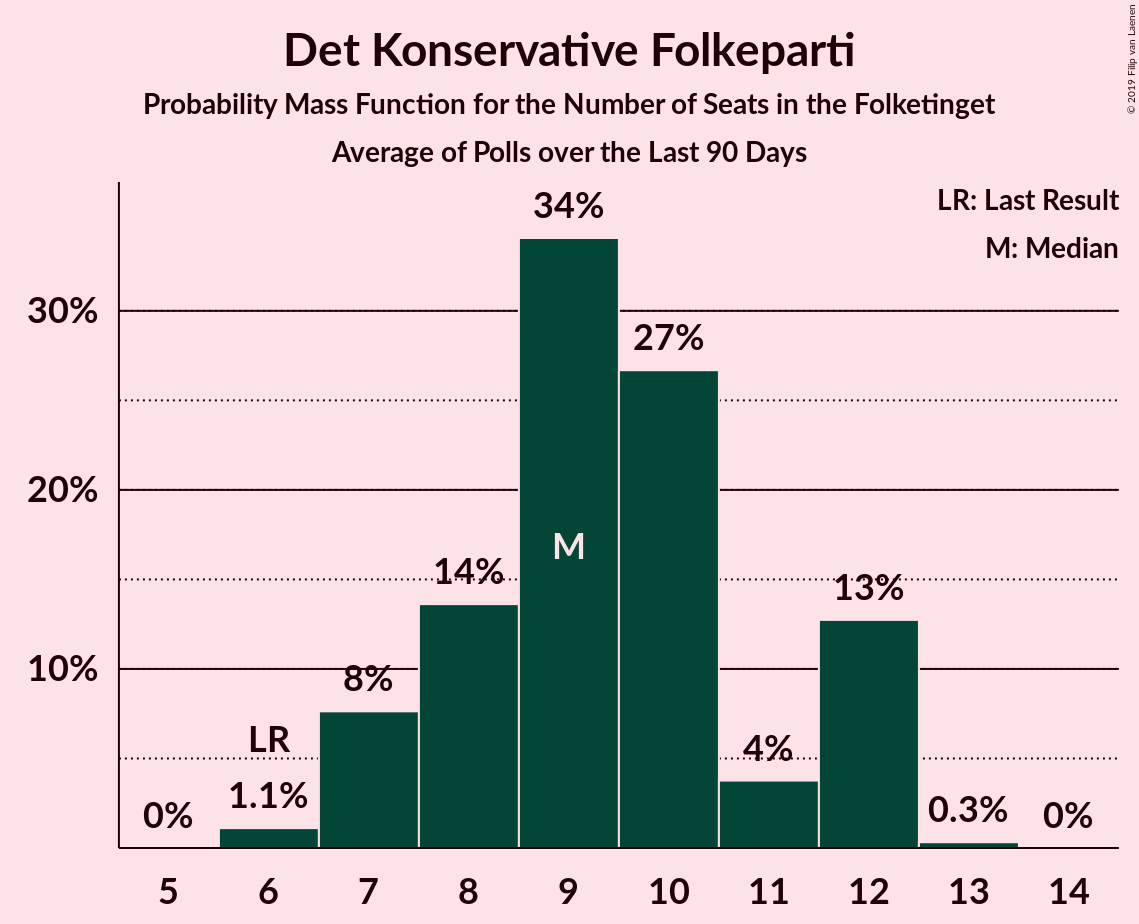 Det Konservative Folkeparti
Probability Mass Function for the Number of Seats in the Folketinget
Average of Polls over the Last 90 Days
© 2019 Filip van Laenen
LR: Last Result
M: Median
34%
30%
27%
20%
M
14%
13%
10%
8%
LR
4%
0%
1.1%
0.3%
0%
5 6 7 8 9 10 11 12 13 14